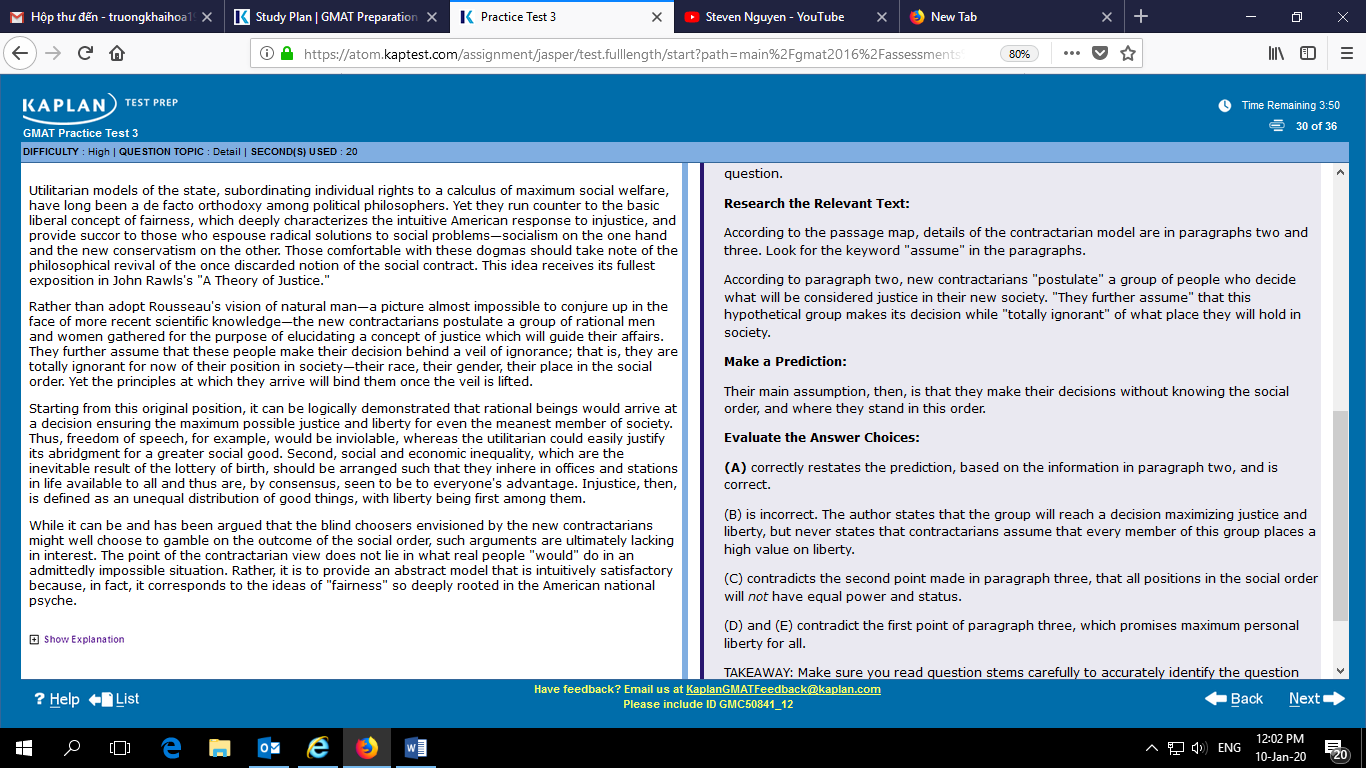 Hộp thư đến - truongkhaihoa15
Study Plan | GMAT Preparation
Practice Test 3
Steven Nguyen - YouTube
New Tab
https://atom.kaptest.com/assignment/jasper/test.fulllength/start?path=main%2Fgmat2016%2Fassessments
80%
KAPLAN TEST PREP
GMAT Practice Test 3
Time Remaining 3:50
30 of 36
DIFFICULTY : High | QUESTION TOPIC : Detail | SECOND(S) USED : 20
Utilitarian models of the state, subordinating individual rights to a calculus of maximum social welfare,
have long been a de facto orthodoxy among political philosophers. Yet they run counter to the basic
liberal concept of fairness, which deeply characterizes the intuitive American response to injustice, and
provide succor to those who espouse radical solutions to social problems—socialism on the one hand
and the new conservatism on the other. Those comfortable with these dogmas should take note of the
philosophical revival of the once discarded notion of the social contract. This idea receives its fullest
exposition in John Rawls's "A Theory of Justice."
Rather than adopt Rousseau's vision of natural man—a picture almost impossible to conjure up in the
face of more recent scientific knowledge—the new contractarians postulate a group of rational men
and women gathered for the purpose of elucidating a concept of justice which will guide their affairs.
They further assume that these people make their decision behind a veil of ignorance; that is, they are
totally ignorant for now of their position in society—their race, their gender, their place in the social
order. Yet the principles at which they arrive will bind them once the veil is lifted.
Starting from this original position, it can be logically demonstrated that rational beings would arrive at
a decision ensuring the maximum possible justice and liberty for even the meanest member of society.
Thus, freedom of speech, for example, would be inviolable, whereas the utilitarian could easily justify
its abridgment for a greater social good. Second, social and economic inequality, which are the
inevitable result of the lottery of birth, should be arranged such that they inhere in offices and stations
in life available to all and thus are, by consensus, seen to be to everyone's advantage. Injustice, then,
is defined as an unequal distribution of good things, with liberty being first among them.
While it can be and has been argued that the blind choosers envisioned by the new contractarians
might well choose to gamble on the outcome of the social order, such arguments are ultimately lacking
in interest. The point of the contractarian view does not lie in what real people "would" do in an
admittedly impossible situation. Rather, it is to provide an abstract model that is intuitively satisfactory
because, in fact, it corresponds to the ideas of "fairness" so deeply rooted in the American national
psyche.
Show Explanation
question.
Research the Relevant Text:
According to the passage map, details of the contractarian model are in paragraphs two and
three. Look for the keyword "assume" in the paragraphs.
According to paragraph two, new contractarians "postulate" a group of people who decide
what will be considered justice in their new society. "They further assume" that this
hypothetical group makes its decision while "totally ignorant" of what place they will hold in
society.
Make a Prediction:
Their main assumption, then, is that they make their decisions without knowing the social
order, and where they stand in this order.
Evaluate the Answer Choices:
(A) correctly restates the prediction, based on the information in paragraph two, and is
correct.
(B) is incorrect. The author states that the group will reach a decision maximizing justice and
liberty, but never states that contractarians assume that every member of this group places a
high value on liberty.
(C) contradicts the second point made in paragraph three, that all positions in the social order
will not have equal power and status.
(D) and (E) contradict the first point of paragraph three, which promises maximum personal
liberty for all.
TAKEAWAY: Make sure you read question stems carefully to accurately identify the question
Help
List
Have feedback? Email us at KaplanGMATFeedback@kaplan.com
Please include ID GMC50841_12
Back
Next
ENG
12:02 PM
10-Jan-20
20